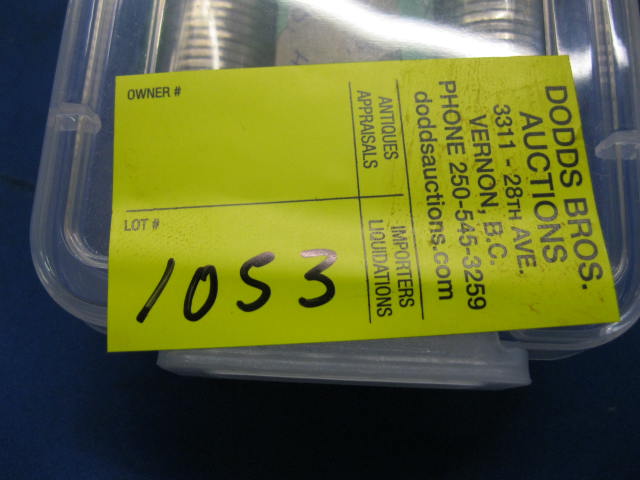 OWNER #
LOT #
1053
ANTIQUES
APPRAISALS
IMPORTERS
LIQUIDATIONS
DODDS BROS.
AUCTIONS
3311 - 28TH AVE.
VERNON, B.C.
PHONE 250-545-3259
doddsauctions.com